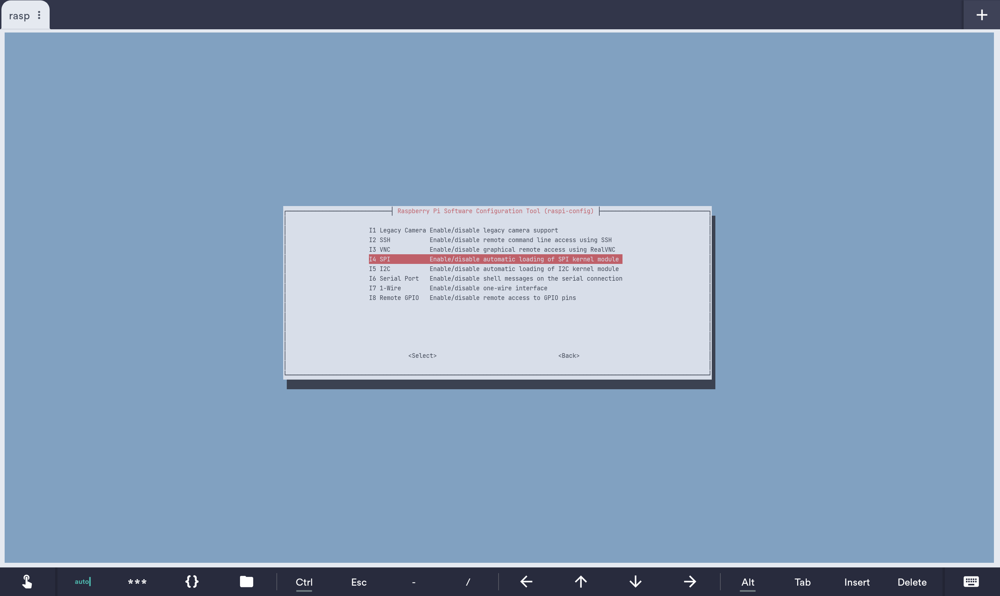 rasp
Raspberry Pi Software Configuration Tool (raspi-config)
I1 Legacy Camera Enable/disable legacy camera support
I2 SSH Enable/disable remote command line access using SSH
I3 VNC Enable/disable graphical remote access using RealVNC
I4 SPI Enable/disable automatic loading of SPI kernel module
I5 I2C Enable/disable automatic loading of I2C kernel module
I6 Serial Port Enable/disable shell messages on the serial connection
I7 1-Wire Enable/disable one-wire interface
I8 Remote GPIO Enable/disable remote access to GPIO pins
<Select> <Back>
auto *** {} Ctrl Esc - / Alt Tab Insert Delete